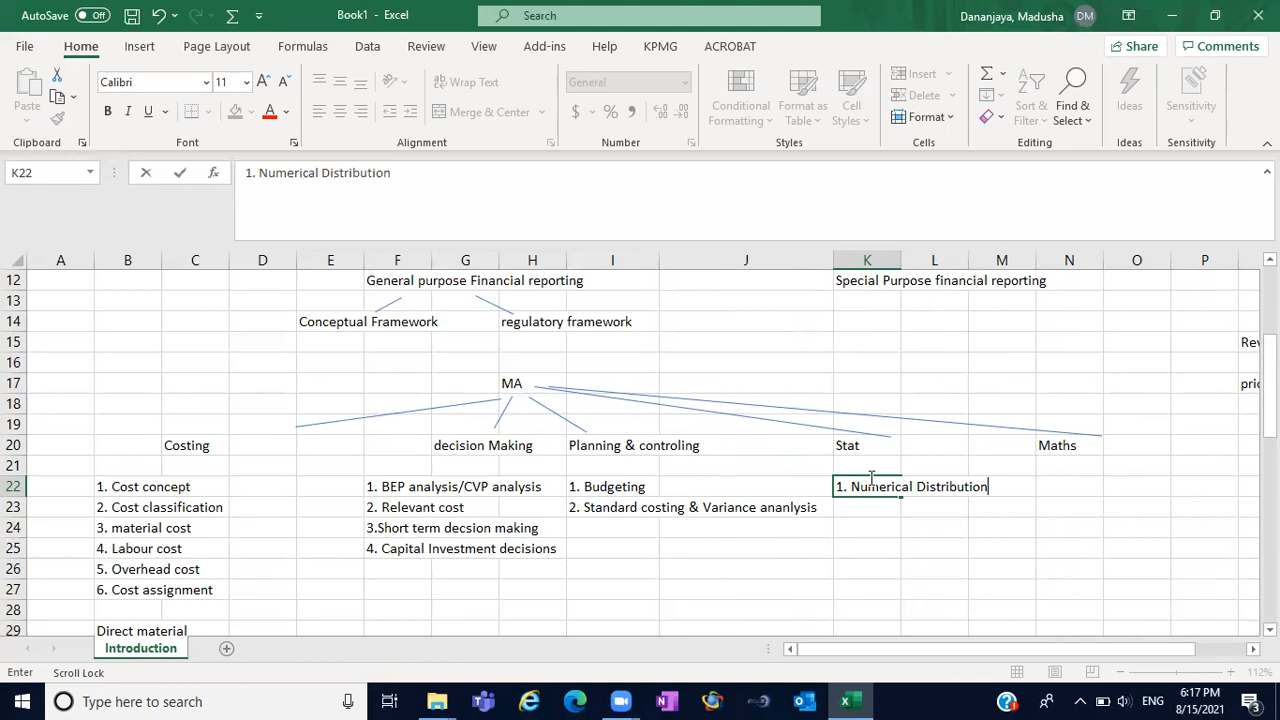 AutoSave Off Book1 - Excel Search Dananjaya, Madusha DM
File Home Insert Page Layout Formulas Data Review View Add-ins Help KPMG ACROBAT Share Comments
Calibri 11 Wrap Text General Insert
Paste B I U Merge & Center $ % Conditional Formatting Format as Table Cell Styles Delete Format Sort & Filter Find & Select Ideas Sensitivity
Clipboard Font Alignment Number Styles Cells Editing Ideas Sensitivity
K22 fx 1. Numerical Distribution
A B C D E F G H I J K L M N O P
12 General purpose Financial reporting Special Purpose financial reporting
13
14 Conceptual Framework regulatory framework
15 Rev
16
17 MA pric
18
19
20 Costing decision Making Planning & controling Stat Maths
21
22 1. Cost concept 1. BEP analysis/CVP analysis 1. Budgeting 1. Numerical Distribution
23 2. Cost classification 2. Relevant cost 2. Standard costing & Variance ananlysis
24 3. material cost 3.Short term decsion making
25 4. Labour cost 4. Capital Investment decisions
26 5. Overhead cost
27 6. Cost assignment
28
29 Direct material
Introduction
Enter Scroll Lock 112%
Type here to search ENG 6:17 PM
8/15/2021 3